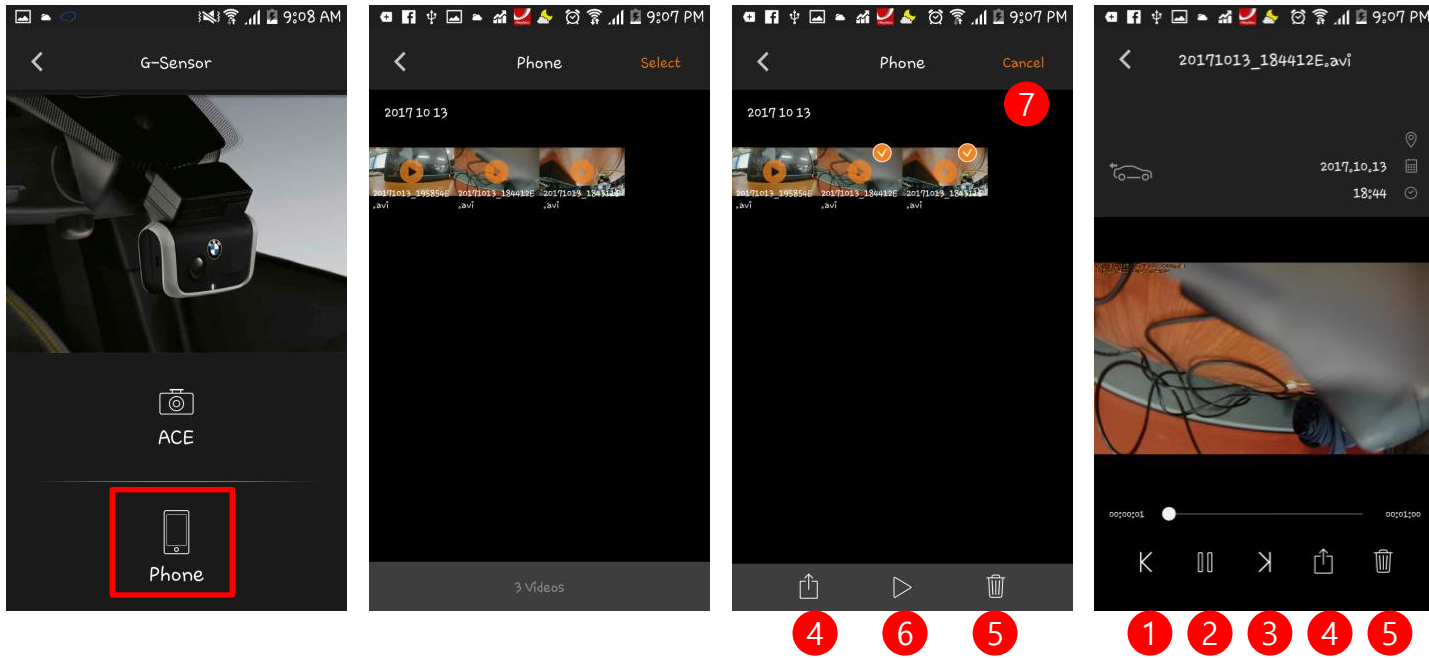 9:08 AM
G-Sensor
ACE
Phone
9:07 PM
Phone
Select
2017 10 13
20171013_195854E
.avi
20171013_184412E
.avi
20171013_184312E
.avi
3 Videos
9:07 PM
Phone
Cancel
7
2017 10 13
20171013_195854E
.avi
20171013_184412E
.avi
20171013_184312E
.avi
4
6
5
9:07 PM
20171013_184412E.avi
2017.10.13
18:44
00:00:01
00:01:00
1
2
3
4
5